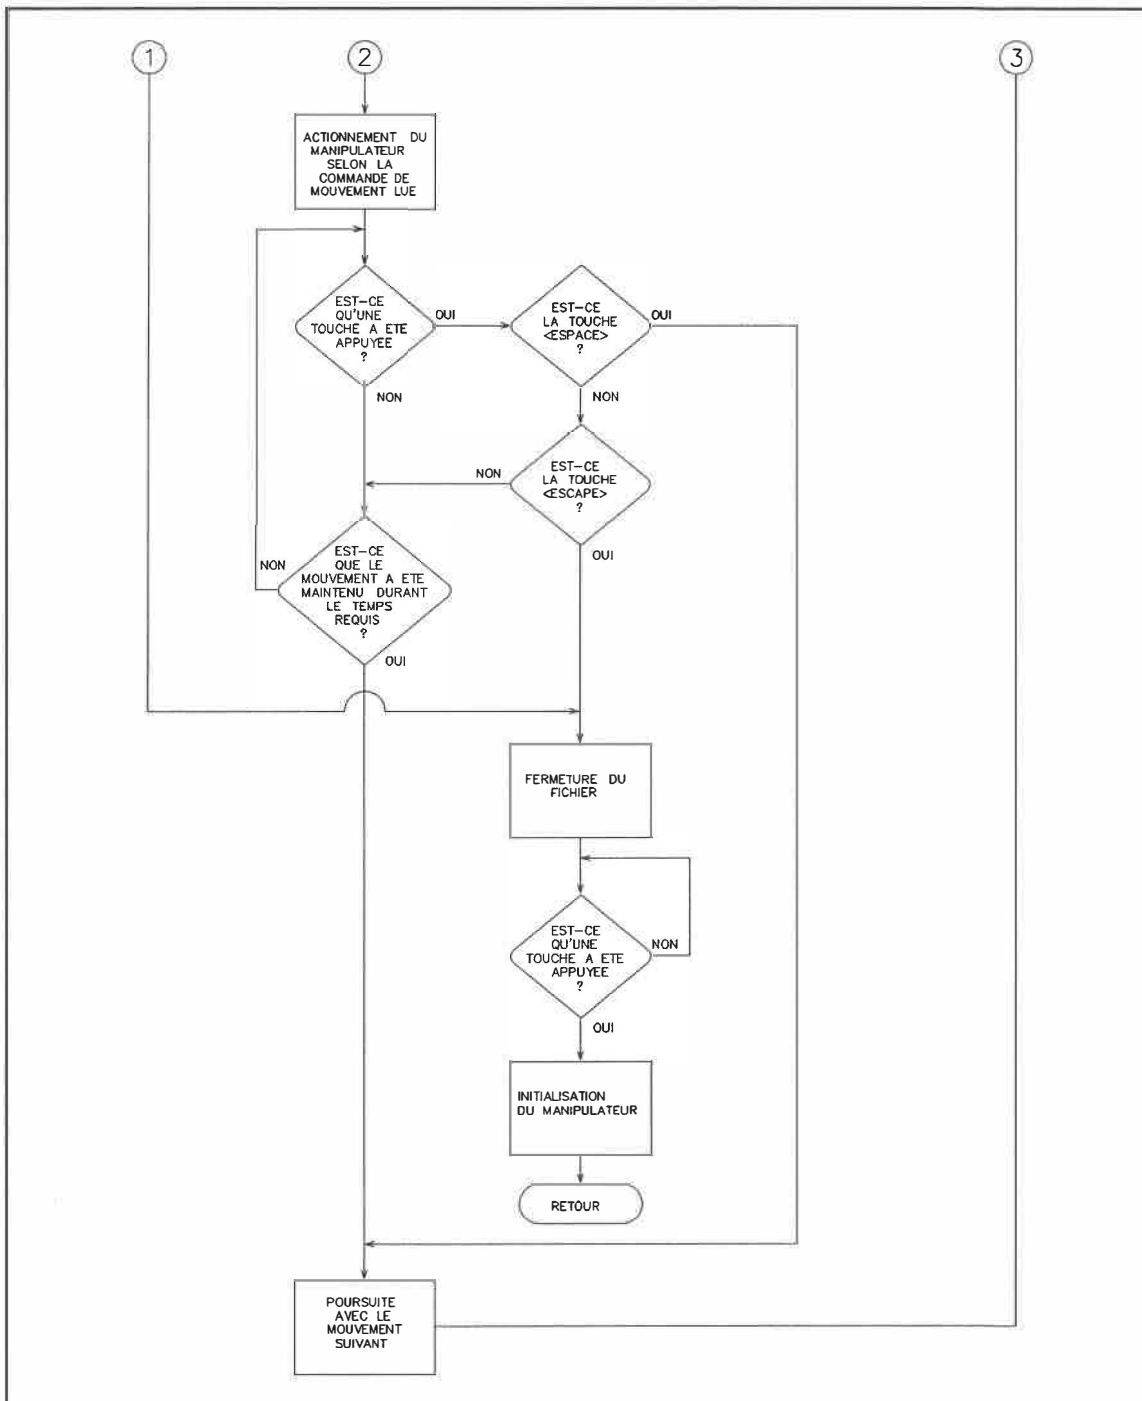 1
2
3
ACTIONNEMENT DU
MANIPULATEUR
SELON LA
COMMANDE DE
MOUVEMENT LUE
EST-CE
QU'UNE
TOUCHE A ETE
APPUYEE
?
OUI
EST-CE
LA TOUCHE
<ESPACE>
?
OUI
NON
NON
EST-CE
LA TOUCHE
<ESCAPE>
?
NON
OUI
EST-CE
QUE LE
MOUVEMENT A ETE
MAINTENU DURANT
LE TEMPS
REQUIS
?
NON
OUI
FERMETURE DU
FICHIER
EST-CE
QU'UNE
TOUCHE A ETE
APPUYEE
?
NON
OUI
INITIALISATION
DU MANIPULATEUR
RETOUR
POURSUITE
AVEC LE
MOUVEMENT
SUIVANT